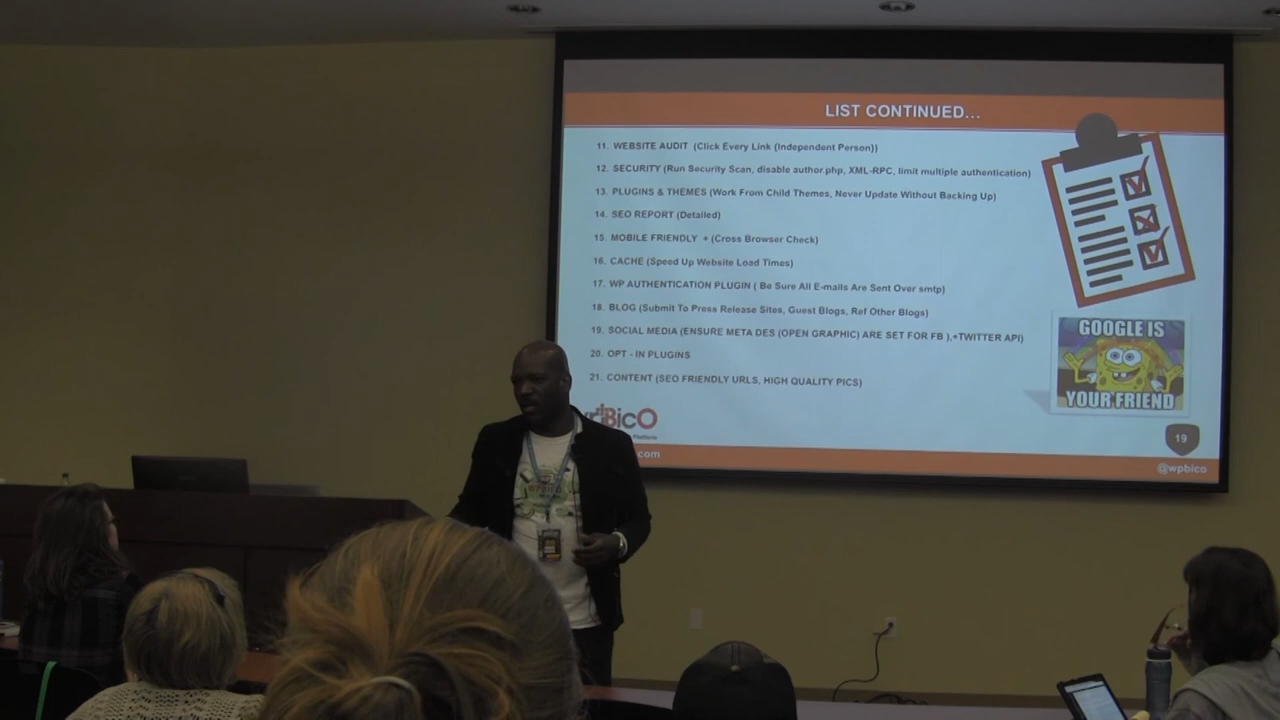 LIST CONTINUED...
11. WEBSITE AUDIT (Click Every Link (Independent Person))
12. SECURITY (Run Security Scan, disable author.php, XML-RPC, limit multiple authentication)
13. PLUGINS & THEMES (Work From Child Themes, Never Update Without Backing Up)
14. SEO REPORT (Detailed)
15. MOBILE FRIENDLY + (Cross Browser Check)
16. CACHE (Speed Up Website Load Times)
17. WP AUTHENTICATION PLUGIN ( Be Sure All E-mails Are Sent Over smtp)
18. BLOG (Submit To Press Release Sites, Guest Blogs, Ref Other Blogs)
19. SOCIAL MEDIA (ENSURE META DES (OPEN GRAPHIC) ARE SET FOR FB ),+TWITTER API)
20. OPT - IN PLUGINS
21. CONTENT (SEO FRIENDLY URLS, HIGH QUALITY PICS)
GOOGLE IS
YOUR FRIEND
BicO
Platform
19
.com
@wpbico